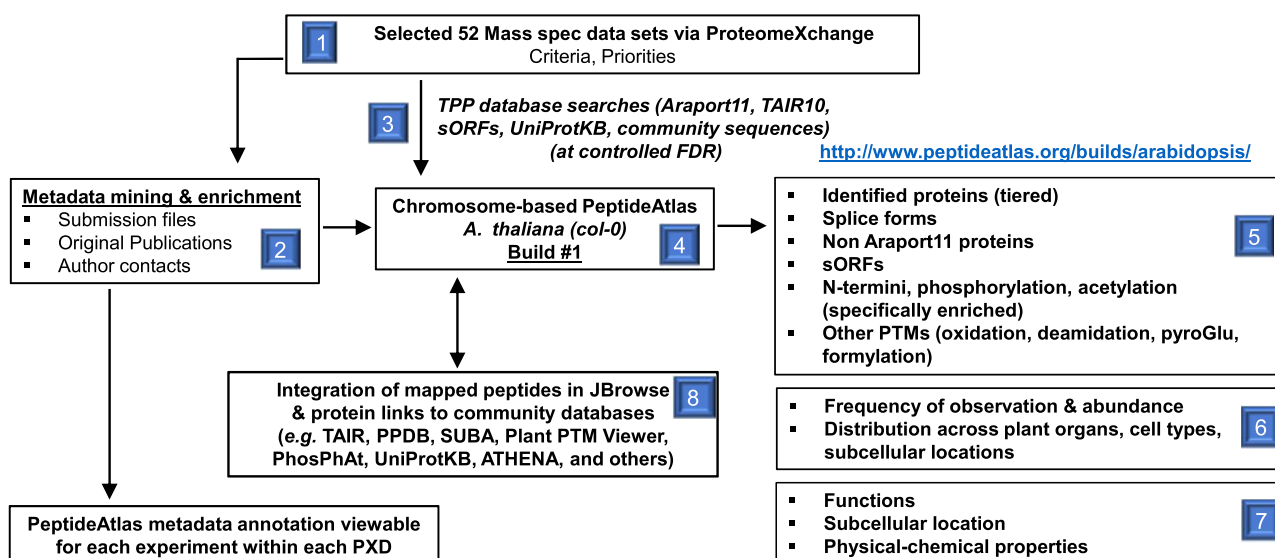 1
Selected 52 Mass spec data sets via ProteomeXchange
Criteria, Priorities
3
TPP database searches (Araport11, TAIR10,
sORFs, UniProtKB, community sequences)
(at controlled FDR)
http://www.peptideatlas.org/builds/arabidopsis/
Metadata mining & enrichment
▪ Submission files
▪ Original Publications
▪ Author contacts
2
Chromosome-based PeptideAtlas
A. thaliana (col-0)
Build #1
4
▪ Identified proteins (tiered)
▪ Splice forms
▪ Non Araport11 proteins
▪ sORFs
▪ N-termini, phosphorylation, acetylation
(specifically enriched)
▪ Other PTMs (oxidation, deamidation, pyroGlu,
formylation)
5
Integration of mapped peptides in JBrowse
& protein links to community databases
(e.g. TAIR, PPDB, SUBA, Plant PTM Viewer,
PhosPhAt, UniProtKB, ATHENA, and others)
8
▪ Frequency of observation & abundance
▪ Distribution across plant organs, cell types,
subcellular locations
6
▪ Functions
▪ Subcellular location
▪ Physical-chemical properties
7
PeptideAtlas metadata annotation viewable
for each experiment within each PXD